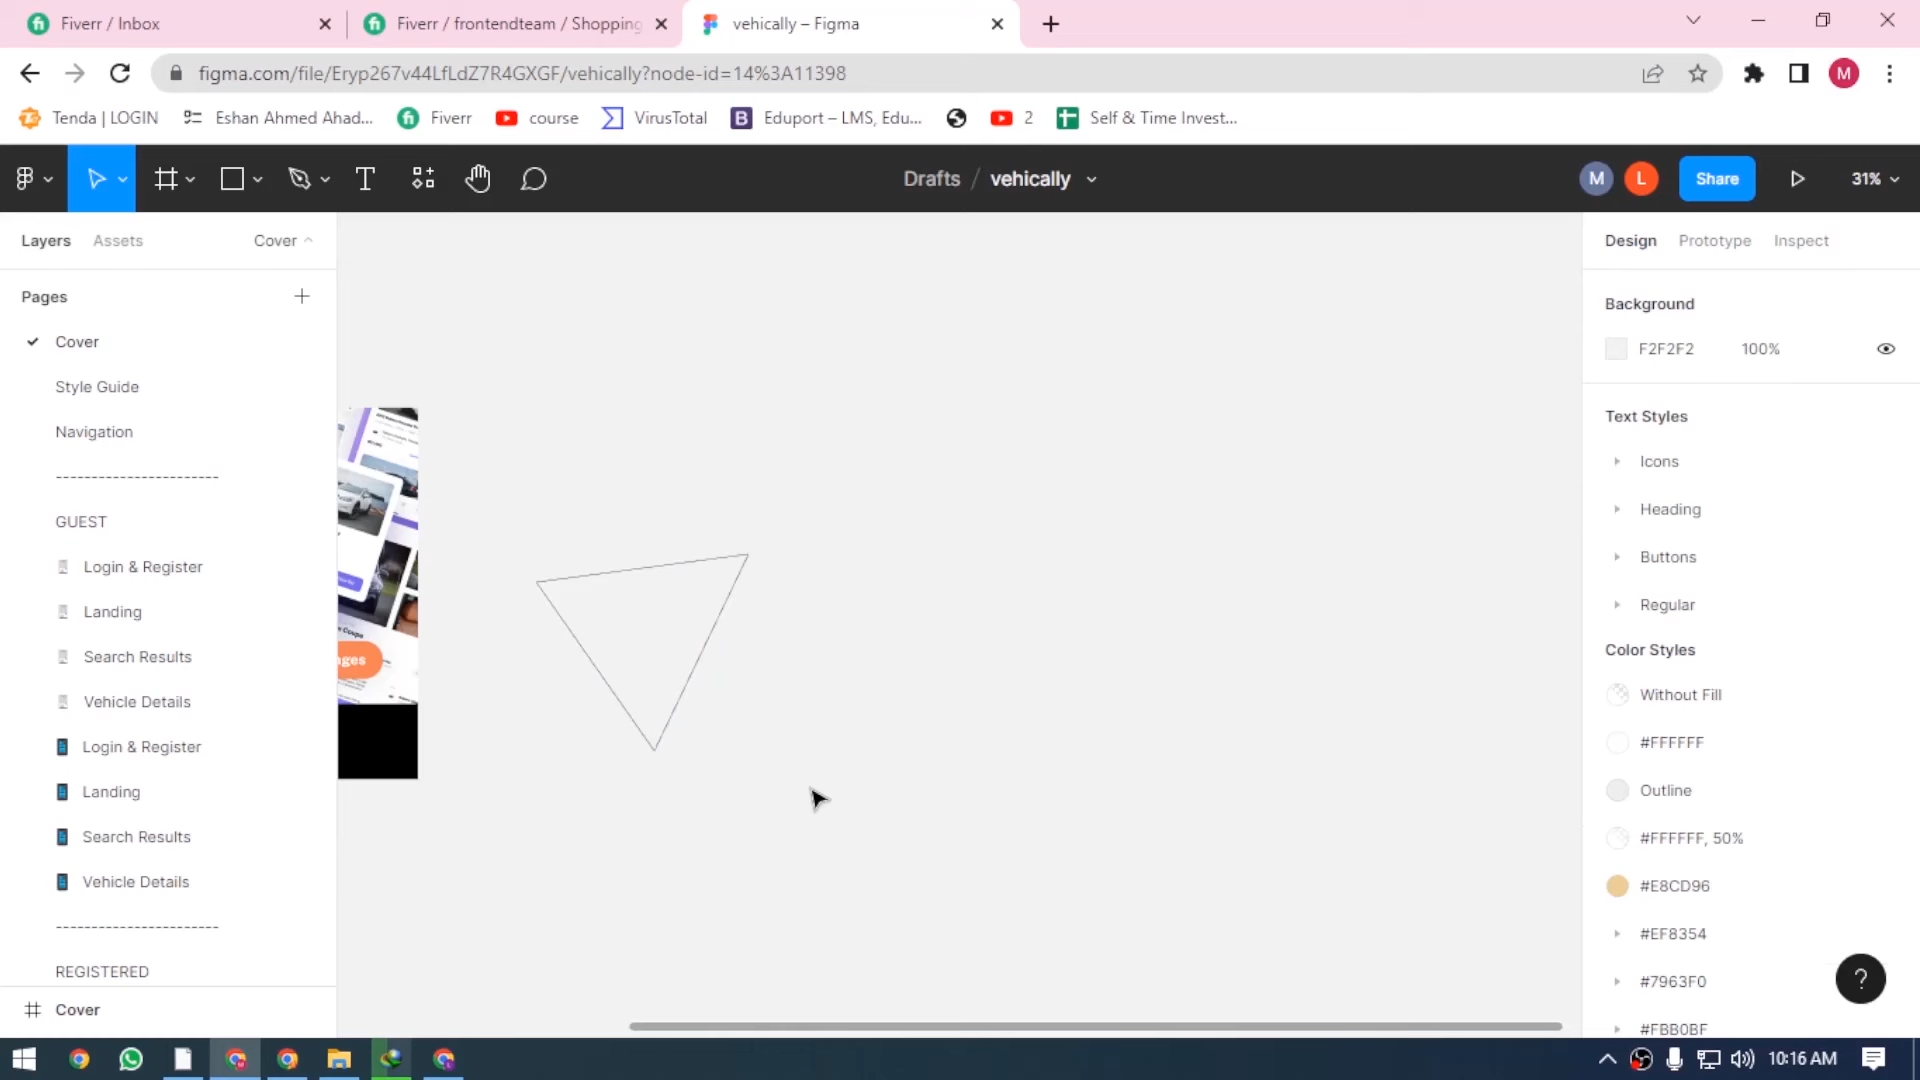 Fiverr / Inbox
Fiverr / frontendteam / Shopping
vehically – Figma
figma.com/file/Eryp267v44LfLdZ7R4GXGF/vehically?node-id=14%3A11398
M
Tenda | LOGIN
Eshan Ahmed Ahad...
Fiverr
course
VirusTotal
B
Eduport – LMS, Edu...
2
Self & Time Invest...
T
Drafts / vehically
M
L
Share
31%
Layers
Assets
Cover
Design
Prototype
Inspect
Pages
Background
Cover
F2F2F2
100%
Style Guide
Text Styles
Navigation
Icons
-----------------------
Heading
GUEST
Buttons
Login & Register
Regular
Landing
Color Styles
Search Results
Without Fill
Vehicle Details
#FFFFFF
Login & Register
Outline
Landing
#FFFFFF, 50%
Search Results
#E8CD96
Vehicle Details
-----------------------
#EF8354
REGISTERED
#7963F0
?
Cover
#FBB0BF
10:16 AM